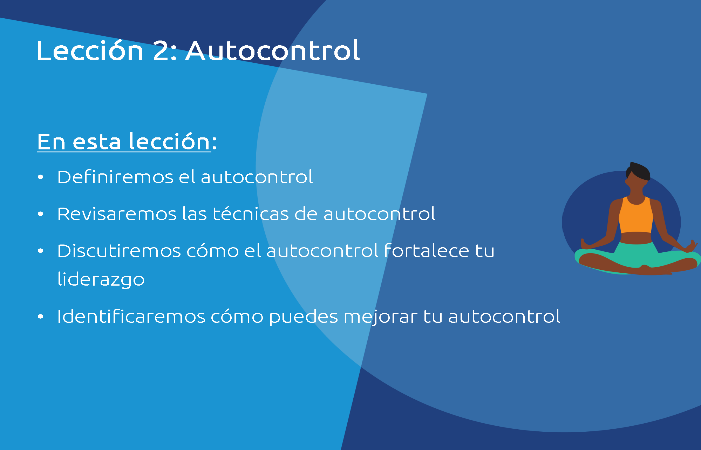 Lección 2: Autocontrol
En esta lección:
• Definiremos el autocontrol
• Revisaremos las técnicas de autocontrol
• Discutiremos cómo el autocontrol fortalece tu
liderazgo
• Identificaremos cómo puedes mejorar tu autocontrol